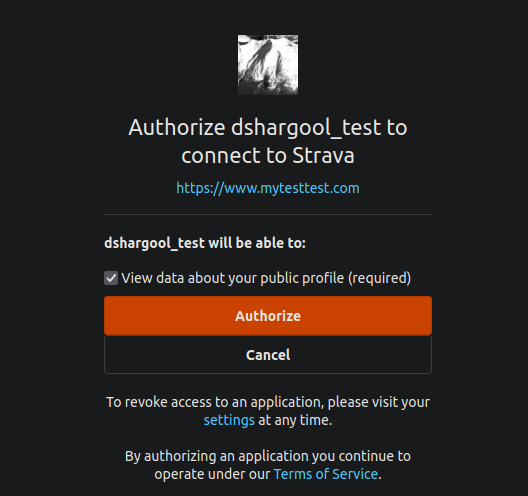 Authorize dshargool_test to
connect to Strava
https://www.mytesttest.com
dshargool_test will be able to:
View data about your public profile (required)
Authorize
Cancel
To revoke access to an application, please visit your
settings at any time.
By authorizing an application you continue to
operate under our Terms of Service.